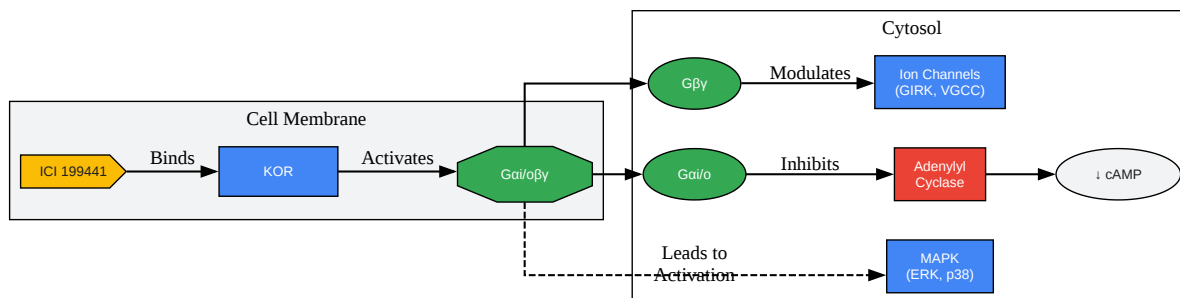 Cytosol
Gβγ
Modulates
Ion Channels
(GIRK, VGCC)
Cell Membrane
ICI 199441
Binds
KOR
Activates
Gαi/oβγ
Gαi/o
Inhibits
Adenylyl
Cyclase
↓ cAMP
Leads to
Activation
MAPK
(ERK, p38)